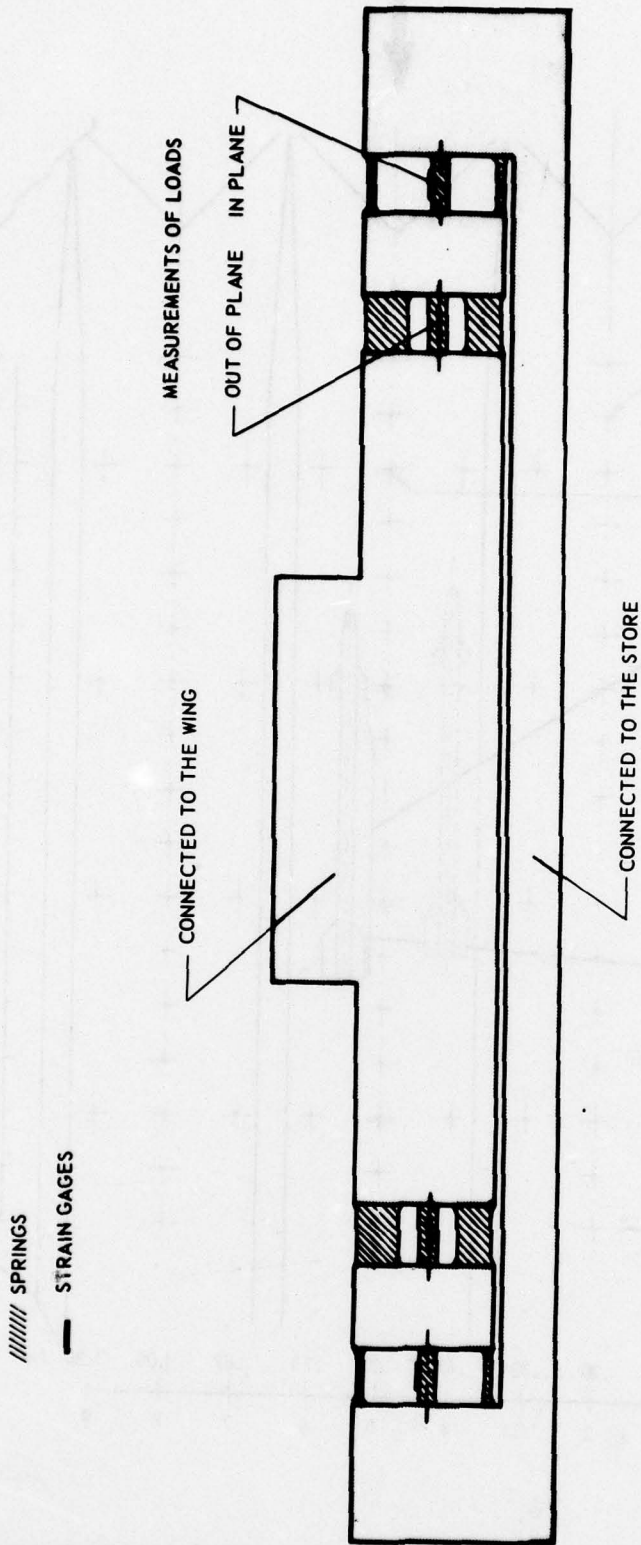 ///////// SPRINGS
STRAIN GAGES
MEASUREMENTS OF LOADS
OUT OF PLANE IN PLANE
CONNECTED TO THE WING
CONNECTED TO THE STORE